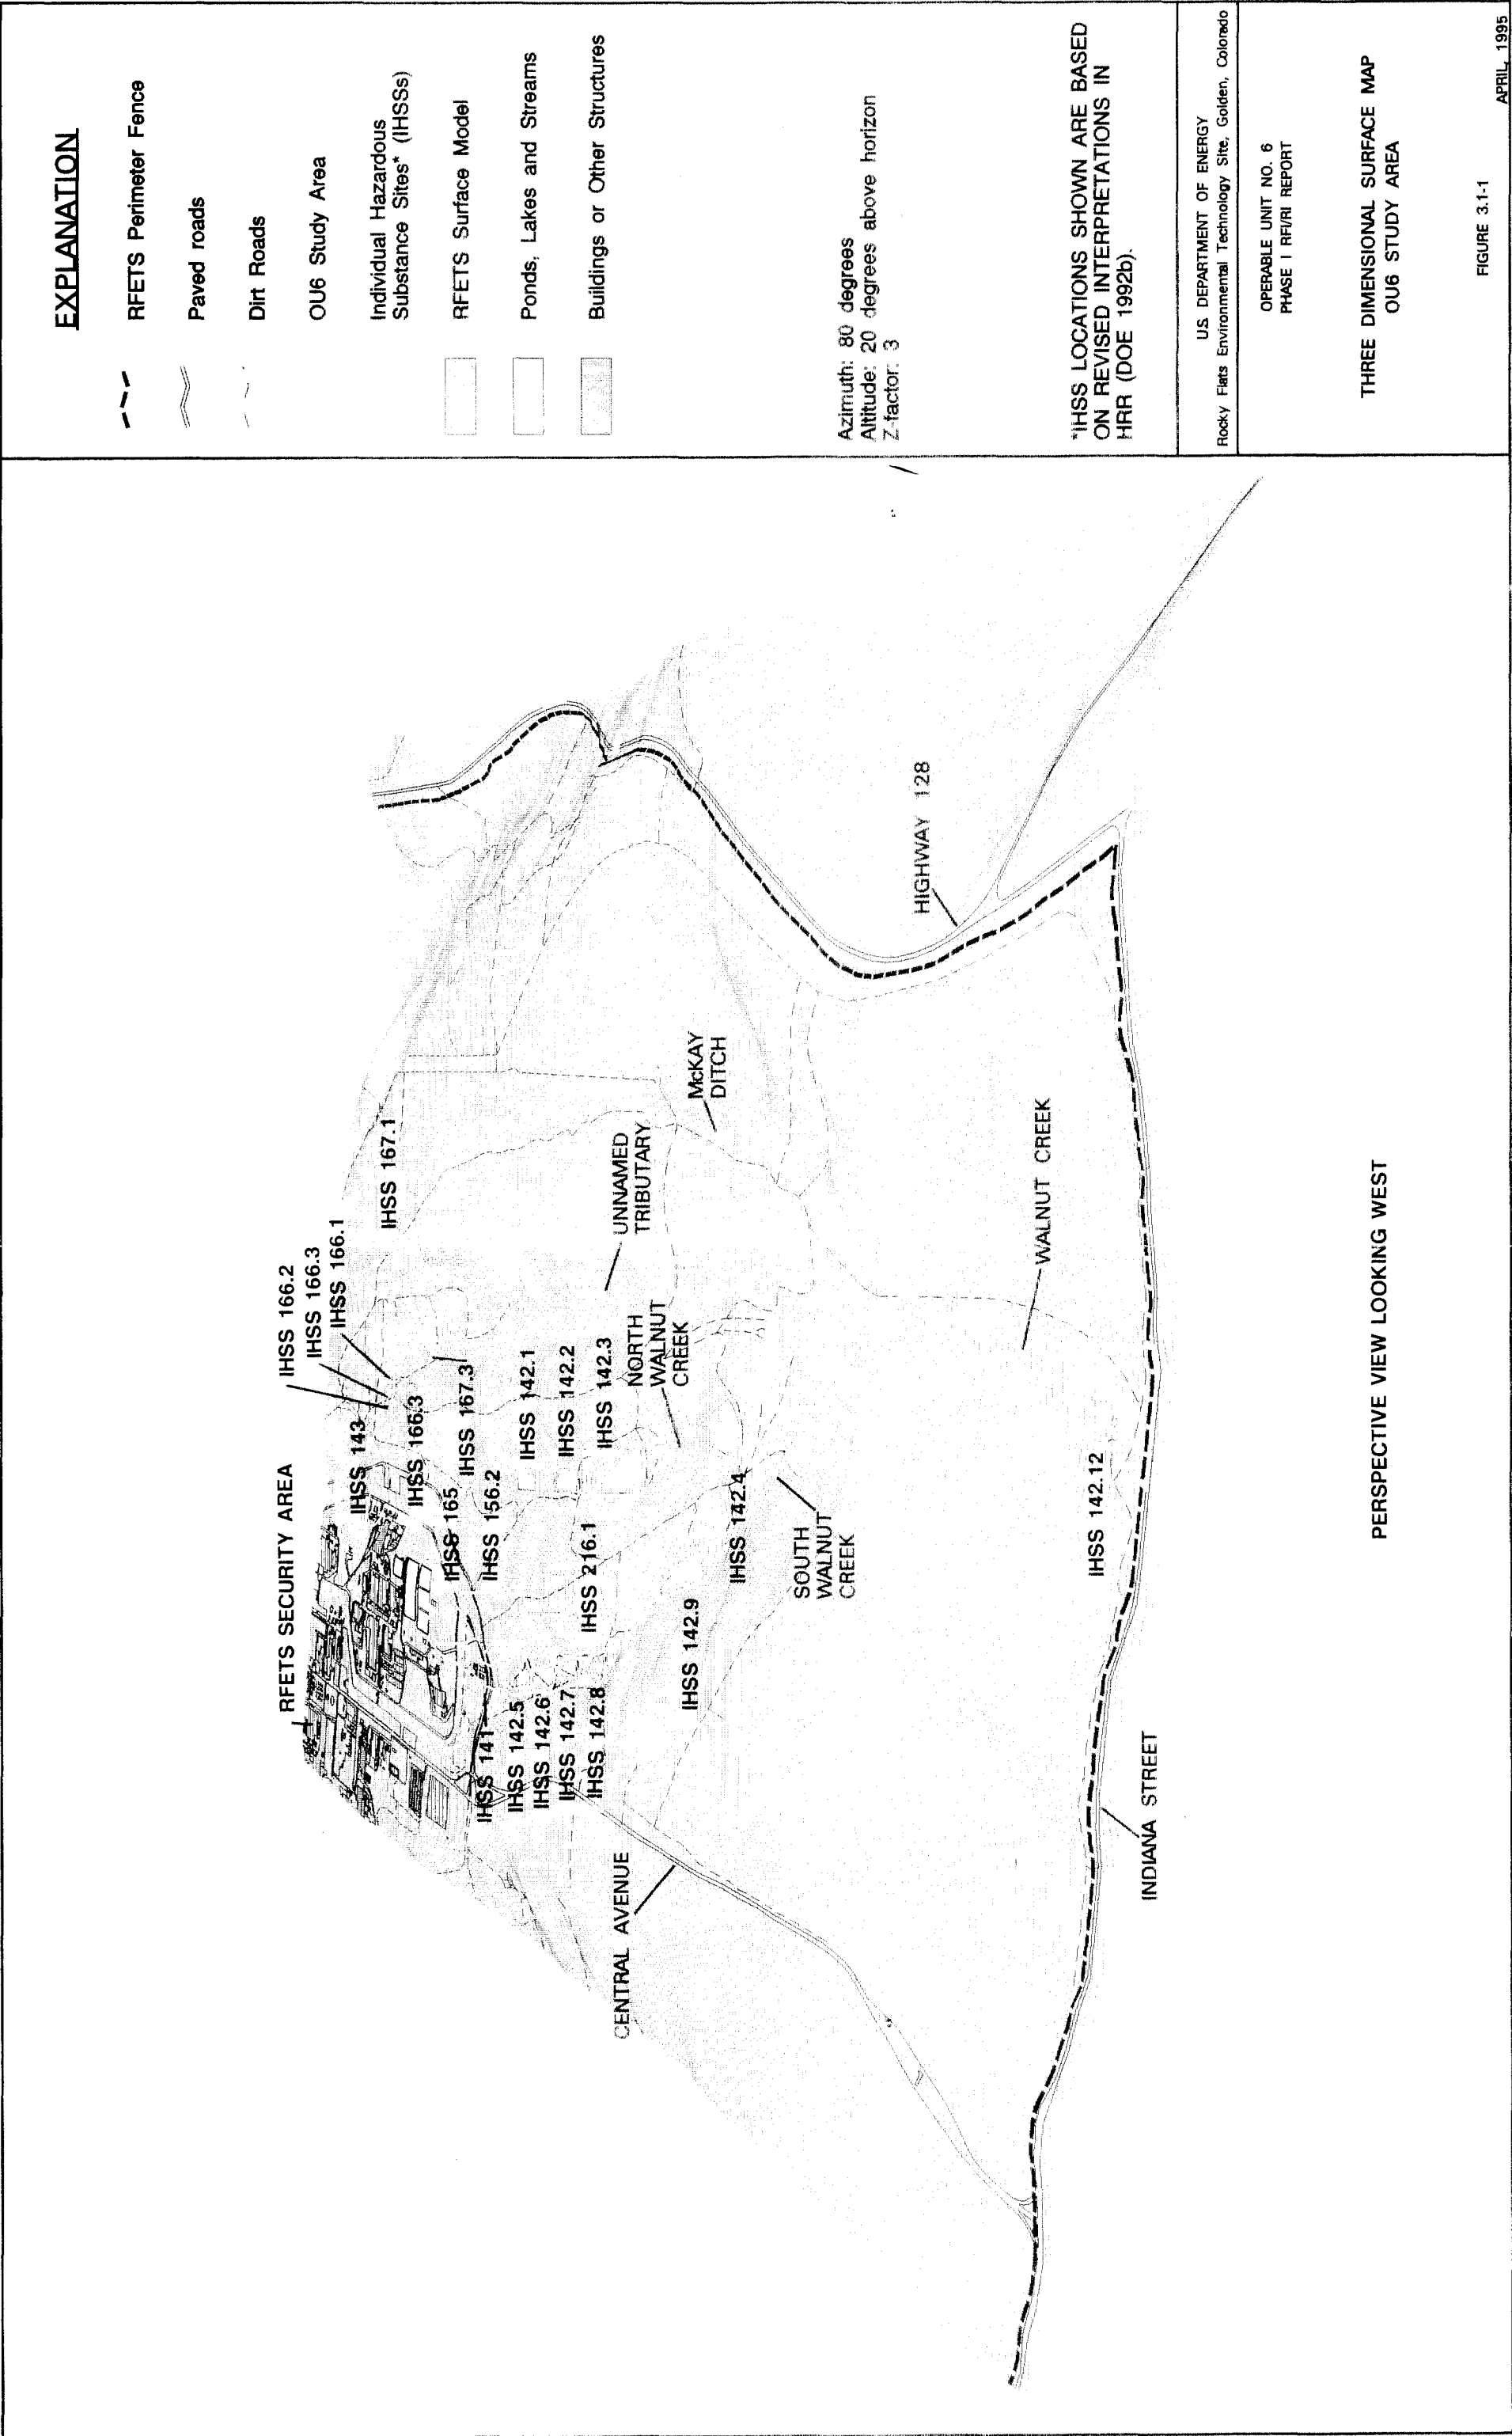 RFETS SECURITY AREA
IHSS 166.2
IHSS 166.3
IHSS 166.1
IHSS 143
IHSS 166.3
IHSS 167.1
IHSS 165
IHSS 167.3
IHSS 156.2
IHSS 141
IHSS 142.5
IHSS 142.6
IHSS 142.7
IHSS 142.8
IHSS 142.1
IHSS 142.2
IHSS 142.3
IHSS 216.1
UNNAMED
TRIBUTARY
NORTH
WALNUT
CREEK
McKAY
DITCH
CENTRAL AVENUE
IHSS 142.9
IHSS 142.4
SOUTH
WALNUT
CREEK
HIGHWAY 128
WALNUT CREEK
IHSS 142.12
INDIANA STREET
PERSPECTIVE VIEW LOOKING WEST
EXPLANATION
RFETS Perimeter Fence
Paved roads
Dirt Roads
OU6 Study Area
Individual Hazardous
Substance Sites* (IHSSs)
RFETS Surface Model
Ponds, Lakes and Streams
Buildings or Other Structures
Azimuth: 80 degrees
Altitude: 20 degrees above horizon
Z-factor: 3
*IHSS LOCATIONS SHOWN ARE BASED
ON REVISED INTERPRETATIONS IN
HRR (DOE 1992b).
U.S. DEPARTMENT OF ENERGY
Rocky Flats Environmental Technology Site, Golden, Colorado
OPERABLE UNIT NO. 6
PHASE I RFI/RI REPORT
THREE DIMENSIONAL SURFACE MAP
OU6 STUDY AREA
FIGURE 3.1-1
APRIL, 1995